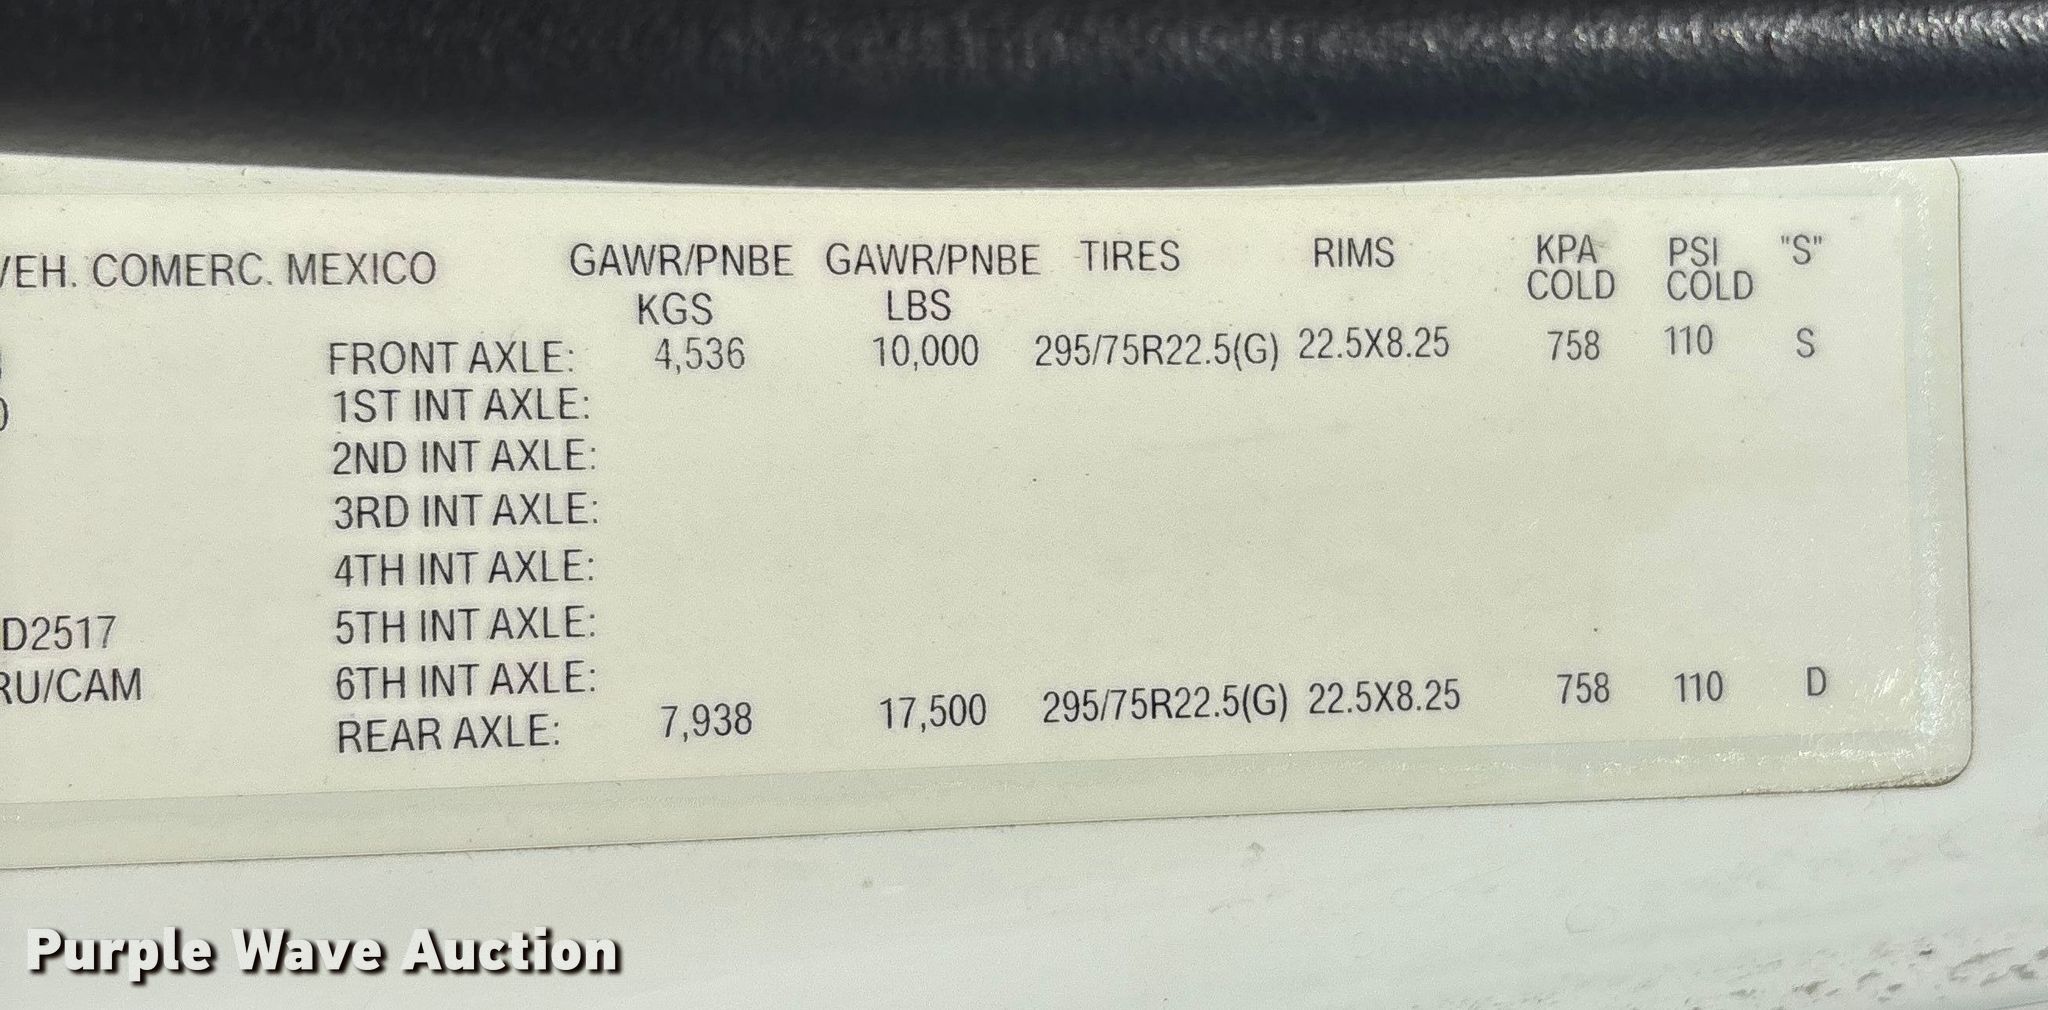 VEH. COMERC. MEXICO GAWR/PNBE GAWR/PNBE TIRES RIMS KPA PSI "S"
KGS LBS COLD COLD
FRONT AXLE: 4,536 10,000 295/75R22.5(G) 22.5X8.25 758 110 S
1ST INT AXLE:
2ND INT AXLE:
3RD INT AXLE:
4TH INT AXLE:
D2517 5TH INT AXLE:
RU/CAM 6TH INT AXLE:
REAR AXLE: 7,938 17,500 295/75R22.5(G) 22.5X8.25 758 110 D
Purple Wave Auction